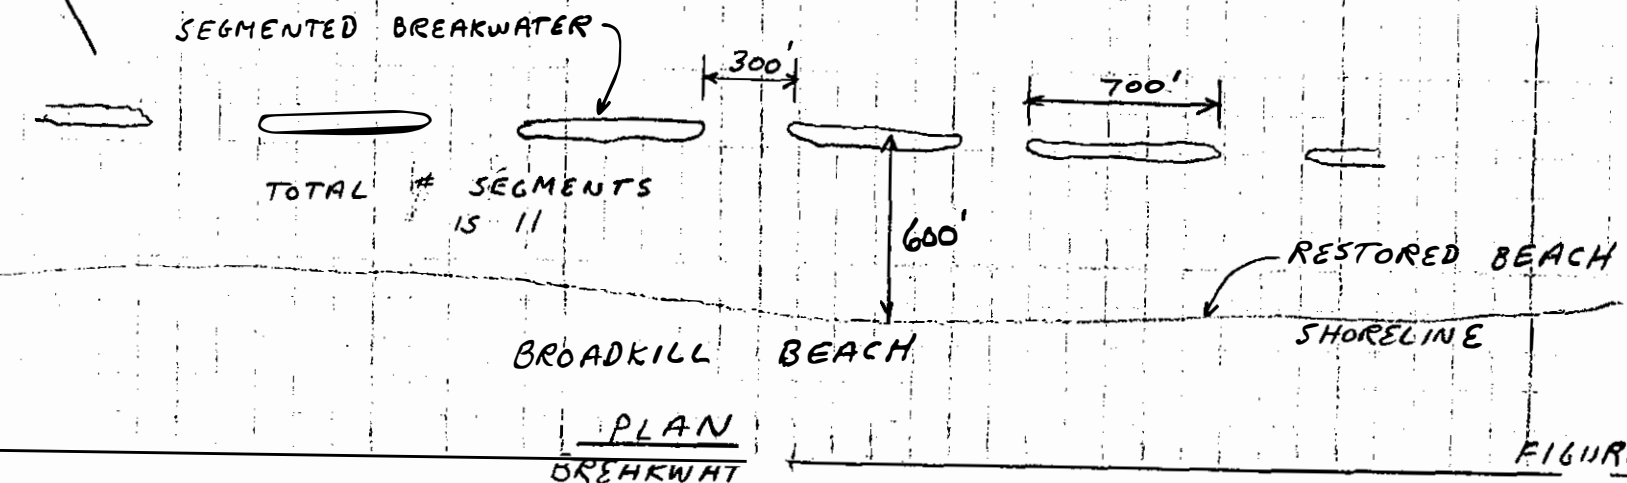 SEGMENTED BREAKWATER
300'
700'
TOTAL # SEGMENTS
IS 11
600'
RESTORED BEACH
SHORELINE
BROADKILL BEACH
PLAN
BREAKWAT
FIGUR